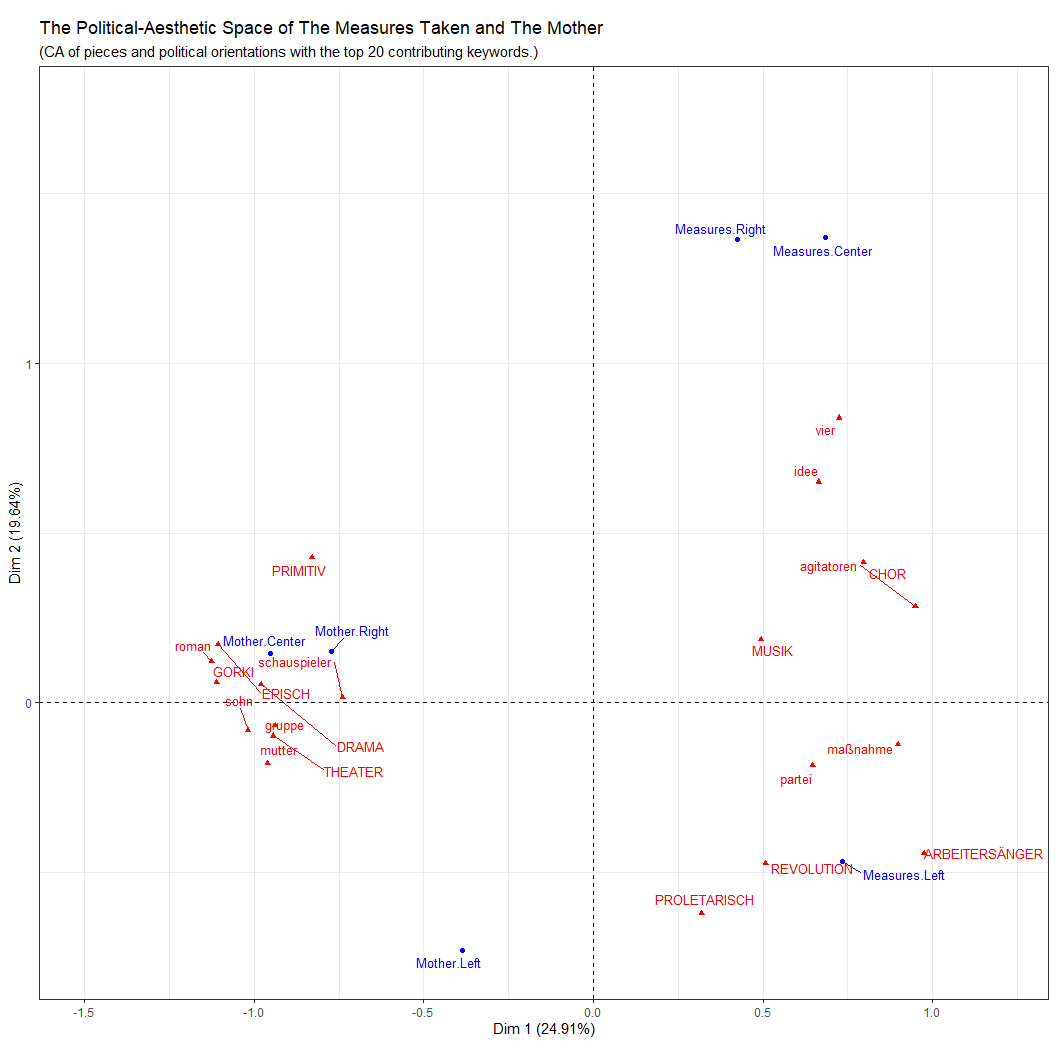 The Political-Aesthetic Space of The Measures Taken and The Mother
(CA of pieces and political orientations with the top 20 contributing keywords.)
Measures.Right
Measures.Center
1
vier
idee
agitatoren
CHOR
PRIMITIV
Mother.Right
Mother.Center
roman
MUSIK
schauspieler
GORKI
EPISCH
sohn
0
gruppe
DRAMA
mutter
maßnahme
THEATER
partei
ARBEITERSÄNGER
REVOLUTION
Measures.Left
PROLETARISCH
Mother.Left
Dim 2 (19.64%)
-1.5 -1.0 -0.5 0.0 0.5 1.0
Dim 1 (24.91%)